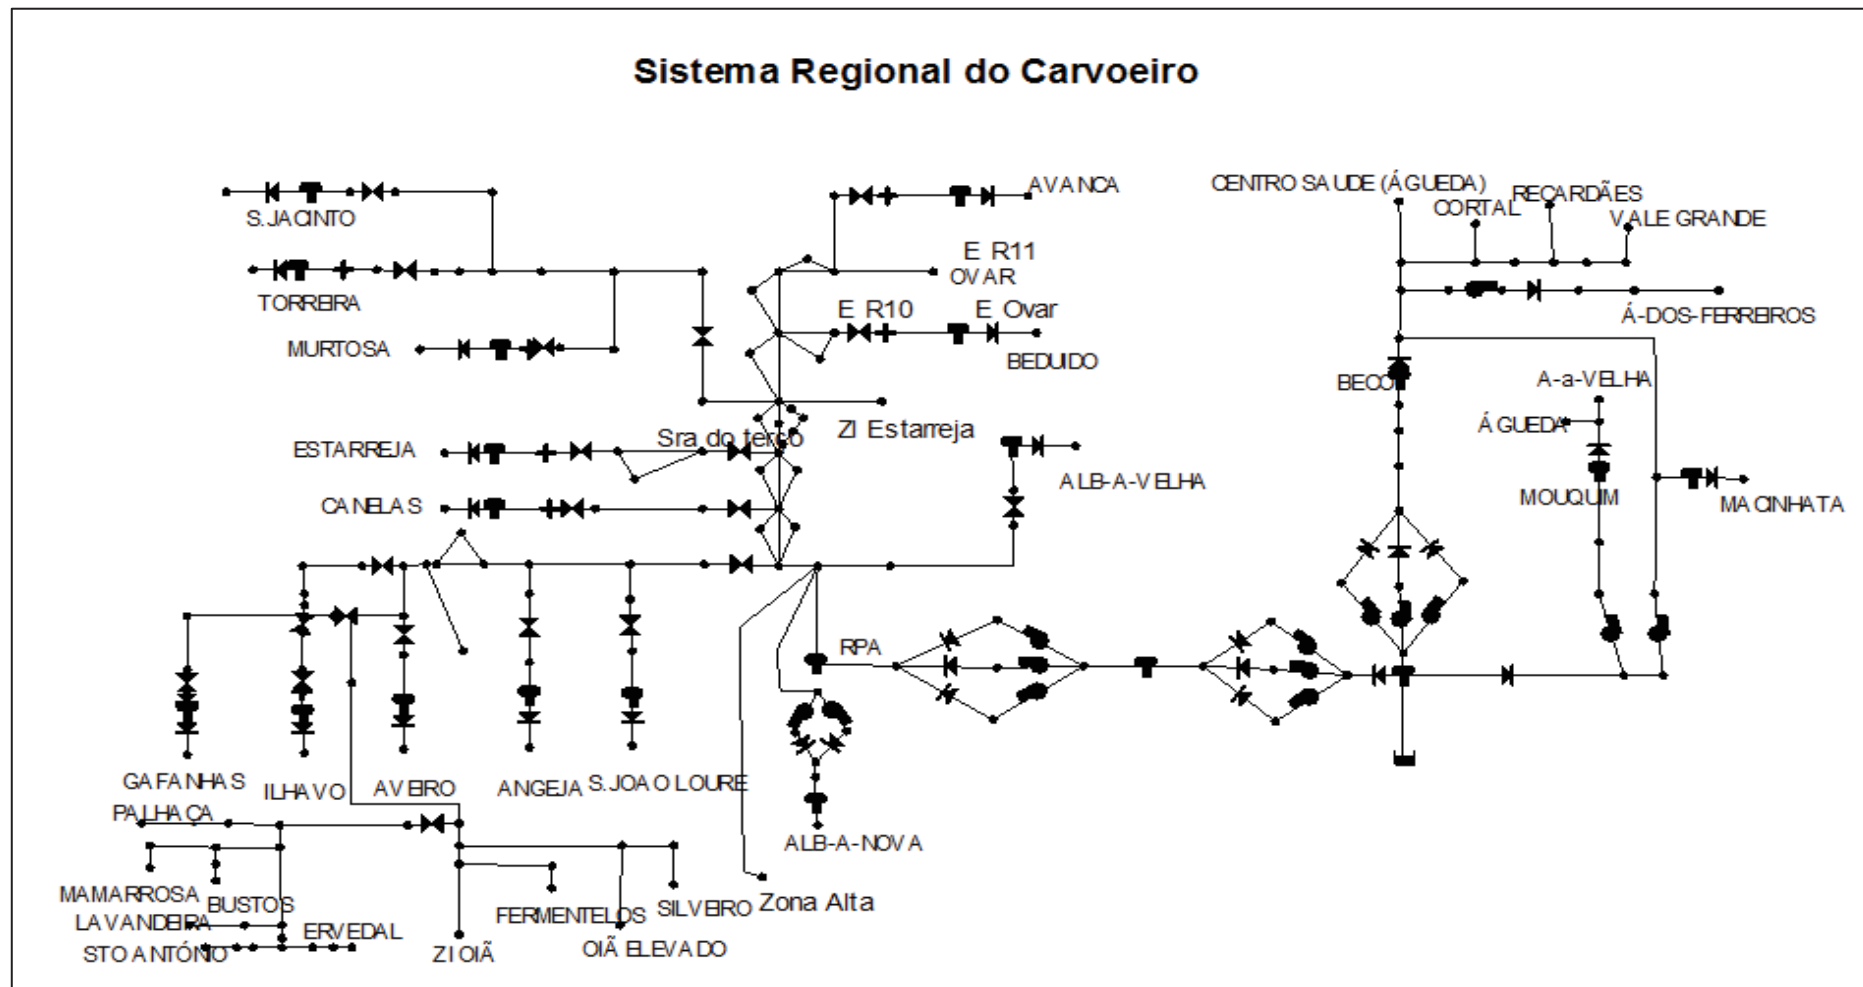 Sistema Regional do Carvoeiro
AVANCA
CENTRO SAUDE (ÁGUEDA)
RECARDÃES
CORTAL
VALE GRANDE
S.JACINTO
E R11
OVAR
TORREIRA
E R10
E Ovar
Á-DOS-FERREIROS
MURTOSA
BEDUIDO
BECO
A-a-VELHA
ÁGUEDA
ZI Estarreja
Sra do terço
ESTARREJA
ALB-A-VELHA
CANELAS
MOUQUIM
MACINHATA
RPA
GAFANHAS
ILHAVO
AVEIRO
ANGEJA
S.JOAO LOURE
PALHACA
ALB-A-NOVA
MAMARROSA
BUSTOS
FERMENTELOS
SILVEIRO
Zona Alta
LAVANDEIRA
ERVEDAL
STO ANTÓNIO
ZI OIÃ
OIÃ ELEVADO